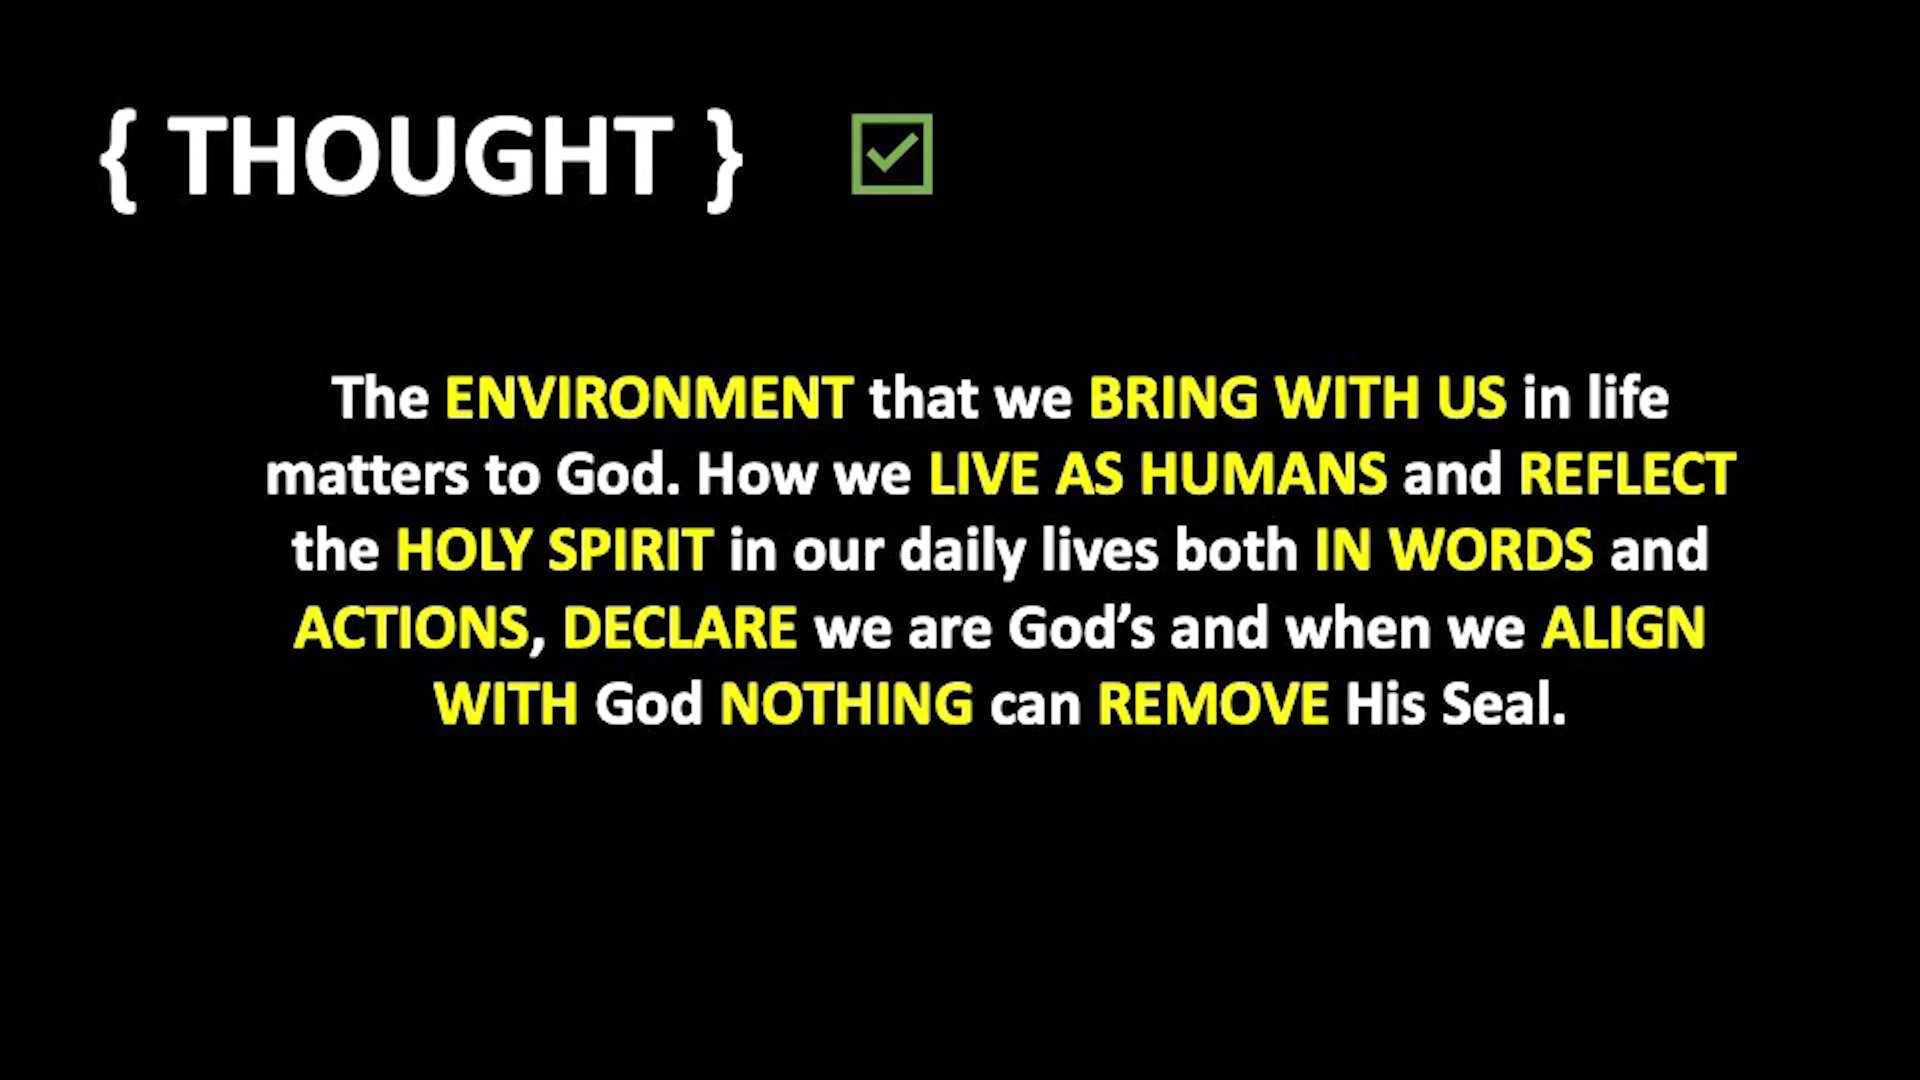 { THOUGHT }
The ENVIRONMENT that we BRING WITH US in life
matters to God. How we LIVE AS HUMANS and REFLECT
the HOLY SPIRIT in our daily lives both IN WORDS and
ACTIONS, DECLARE we are God’s and when we ALIGN
WITH God NOTHING can REMOVE His Seal.